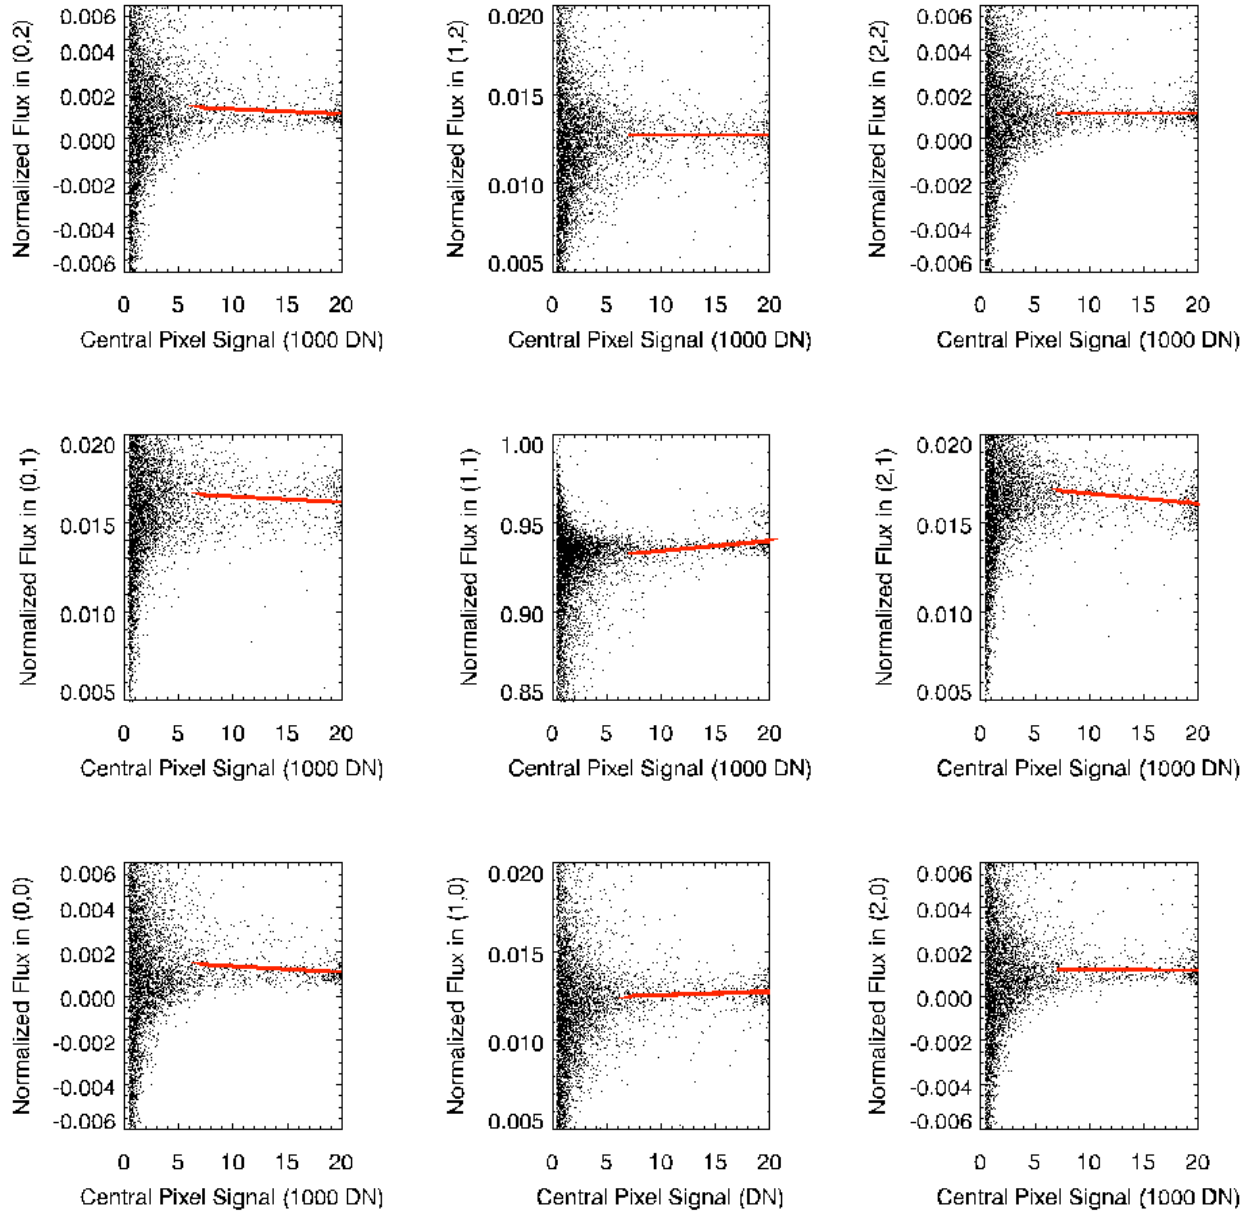 Normalized Flux in (0,2)
0.006
0.004
0.002
0.000
-0.002
-0.004
-0.006
0 5 10 15 20
Central Pixel Signal (1000 DN)
Normalized Flux in (1,2)
0.020
0.015
0.010
0.005
0 5 10 15 20
Central Pixel Signal (1000 DN)
Normalized Flux in (2,2)
0.006
0.004
0.002
0.000
-0.002
-0.004
-0.006
0 5 10 15 20
Central Pixel Signal (1000 DN)
Normalized Flux in (0,1)
0.020
0.015
0.010
0.005
0 5 10 15 20
Central Pixel Signal (1000 DN)
Normalized Flux in (1,1)
1.00
0.95
0.90
0.85
0 5 10 15 20
Central Pixel Signal (1000 DN)
Normalized Flux in (2,1)
0.020
0.015
0.010
0.005
0 5 10 15 20
Central Pixel Signal (1000 DN)
Normalized Flux in (0,0)
0.006
0.004
0.002
0.000
-0.002
-0.004
-0.006
0 5 10 15 20
Central Pixel Signal (1000 DN)
Normalized Flux in (1,0)
0.020
0.015
0.010
0.005
0 5 10 15 20
Central Pixel Signal (DN)
Normalized Flux in (2,0)
0.006
0.004
0.002
0.000
-0.002
-0.004
-0.006
0 5 10 15 20
Central Pixel Signal (1000 DN)